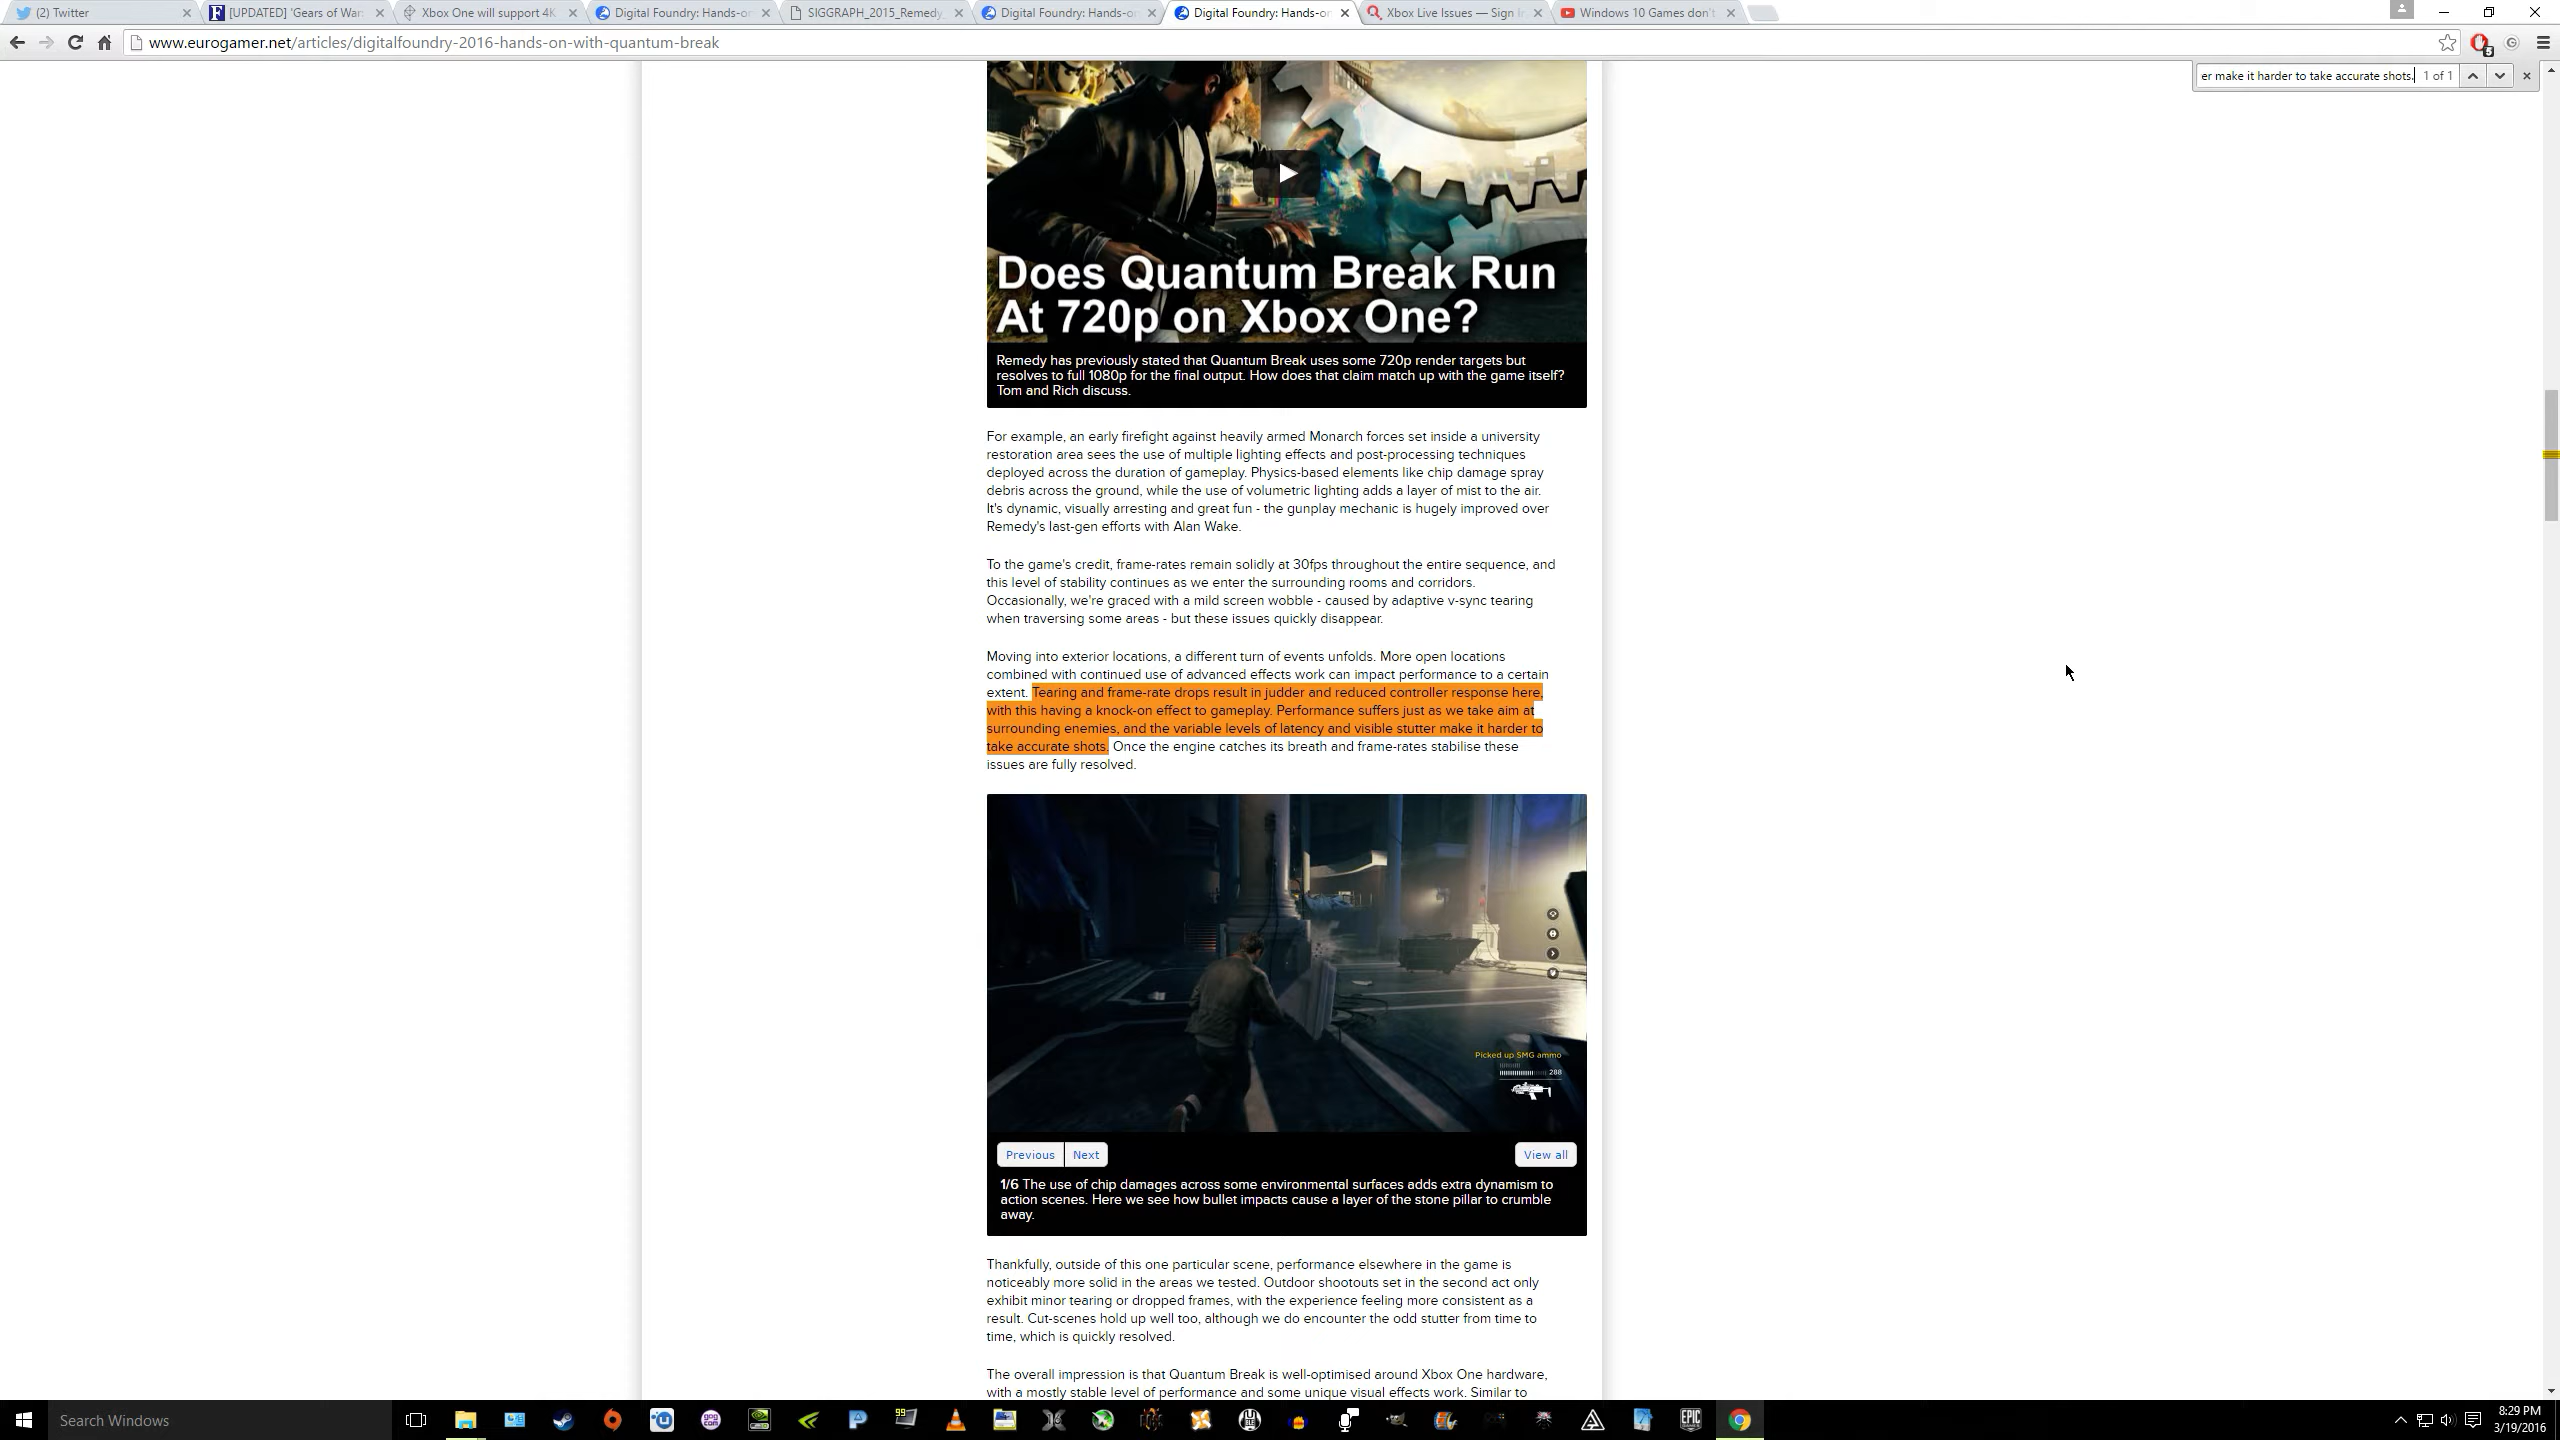 (2) Twitter
[UPDATED] 'Gears of War
Xbox One will support 4K
Digital Foundry: Hands-on
SIGGRAPH_2015_Remedy_
Digital Foundry: Hands-on
Digital Foundry: Hands-on
Xbox Live Issues — Sign I
Windows 10 Games don't
www.eurogamer.net/articles/digitalfoundry-2016-hands-on-with-quantum-break
er make it harder to take accurate shots. 1 of 1
Does Quantum Break Run
At 720p on Xbox One?
Remedy has previously stated that Quantum Break uses some 720p render targets but
resolves to full 1080p for the final output. How does that claim match up with the game itself?
Tom and Rich discuss.
For example, an early firefight against heavily armed Monarch forces set inside a university
restoration area sees the use of multiple lighting effects and post-processing techniques
deployed across the duration of gameplay. Physics-based elements like chip damage spray
debris across the ground, while the use of volumetric lighting adds a layer of mist to the air.
It's dynamic, visually arresting and great fun - the gunplay mechanic is hugely improved over
Remedy's last-gen efforts with Alan Wake.
To the game's credit, frame-rates remain solidly at 30fps throughout the entire sequence, and
this level of stability continues as we enter the surrounding rooms and corridors.
Occasionally, we're graced with a mild screen wobble - caused by adaptive v-sync tearing
when traversing some areas - but these issues quickly disappear.
Moving into exterior locations, a different turn of events unfolds. More open locations
combined with continued use of advanced effects work can impact performance to a certain
extent. Tearing and frame-rate drops result in judder and reduced controller response here,
with this having a knock-on effect to gameplay. Performance suffers just as we take aim at
surrounding enemies, and the variable levels of latency and visible stutter make it harder to
take accurate shots. Once the engine catches its breath and frame-rates stabilise these
issues are fully resolved.
Picked up SMG ammo
288
Previous
Next
View all
1/6 The use of chip damages across some environmental surfaces adds extra dynamism to
action scenes. Here we see how bullet impacts cause a layer of the stone pillar to crumble
away.
Thankfully, outside of this one particular scene, performance elsewhere in the game is
noticeably more solid in the areas we tested. Outdoor shootouts set in the second act only
exhibit minor tearing or dropped frames, with the experience feeling more consistent as a
result. Cut-scenes hold up well too, although we do encounter the odd stutter from time to
time, which is quickly resolved.
The overall impression is that Quantum Break is well-optimised around Xbox One hardware,
with a mostly stable level of performance and some unique visual effects work. Similar to
Search Windows
gog.com
99
EPIC
8:29 PM
3/19/2016